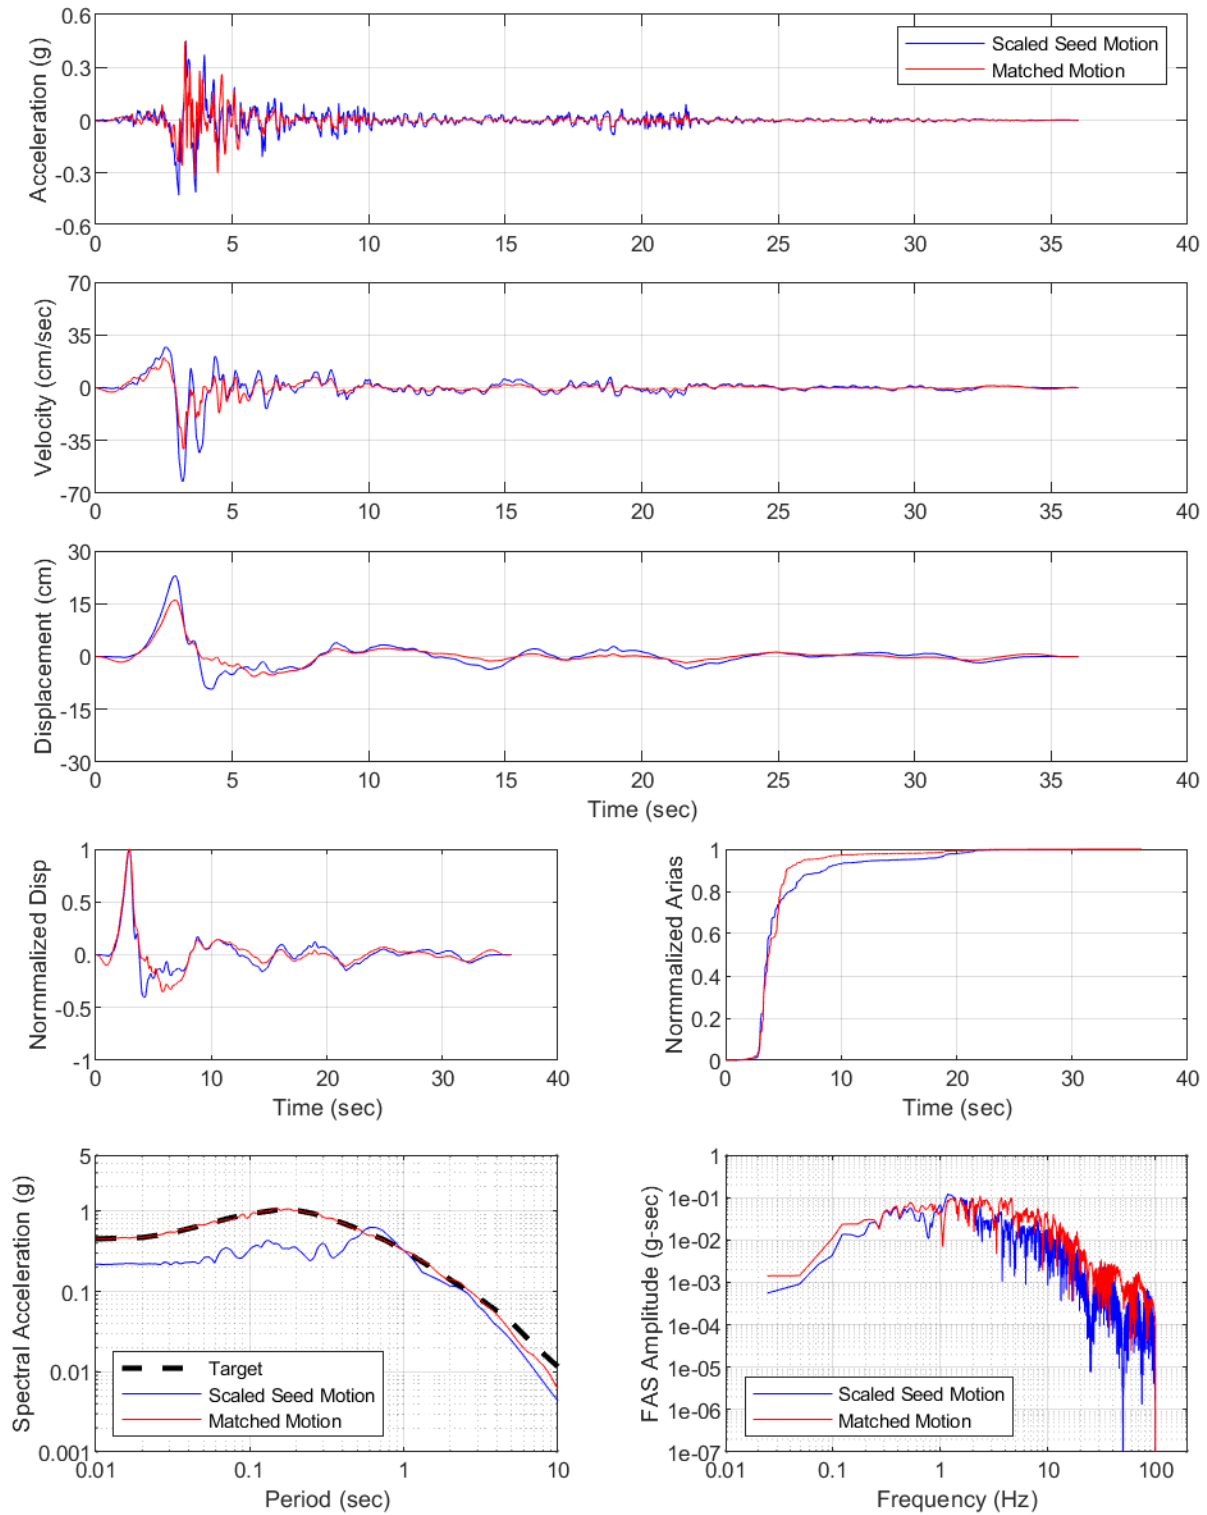 0.6
0.3
0
-0.3
-0.6
Acceleration (g)
Scaled Seed Motion
Matched Motion
0 5 10 15 20 25 30 35 40
70
35
0
-35
-70
Velocity (cm/sec)
0 5 10 15 20 25 30 35 40
30
15
0
-15
-30
Displacement (cm)
0 5 10 15 20 25 30 35 40
Time (sec)
1
0.5
0
-0.5
-1
Normmalized Disp
0 10 20 30 40
Time (sec)
1
0.8
0.6
0.4
0.2
0
Normmalized Arias
0 10 20 30 40
Time (sec)
5
1
0.1
0.01
0.001
Spectral Acceleration (g)
Target
Scaled Seed Motion
Matched Motion
0.01 0.1 1 10
Period (sec)
1
1e-01
1e-02
1e-03
1e-04
1e-05
1e-06
1e-07
FAS Amplitude (g-sec)
Scaled Seed Motion
Matched Motion
0.01 0.1 1 10 100
Frequency (Hz)